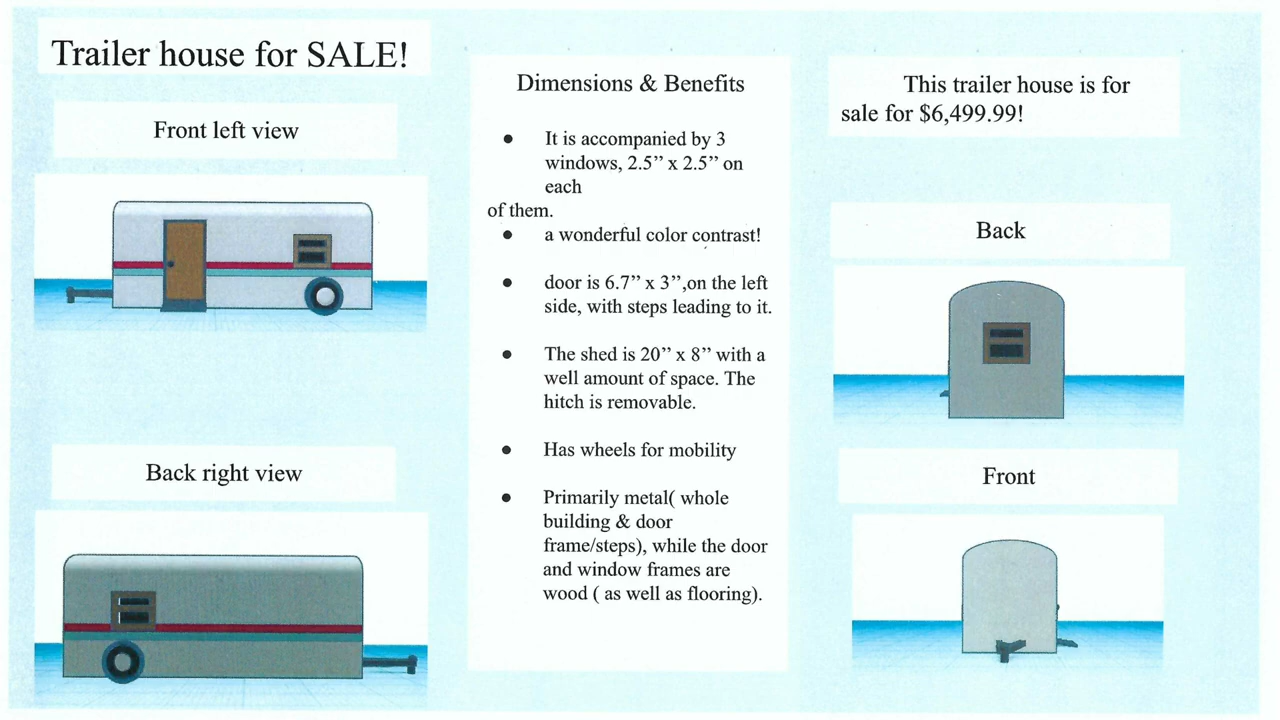 Trailer house for SALE!
Front left view
Back right view
Dimensions & Benefits
● It is accompanied by 3
windows, 2.5’’ x 2.5’’ on
each
of them.
● a wonderful color contrast!
● door is 6.7’’ x 3’’,on the left
side, with steps leading to it.
● The shed is 20’’ x 8’’ with a
well amount of space. The
hitch is removable.
● Has wheels for mobility
● Primarily metal( whole
building & door
frame/steps), while the door
and window frames are
wood ( as well as flooring).
This trailer house is for
sale for $6,499.99!
Back
Front